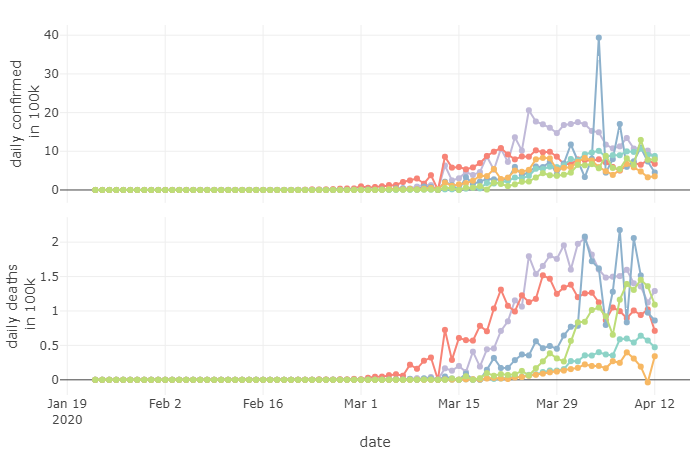 daily confirmed
in 100k
40
30
20
10
0
daily deaths
in 100k
2
1.5
1
0.5
0
Jan 19
2020
Feb 2
Feb 16
Mar 1
Mar 15
Mar 29
Apr 12
date